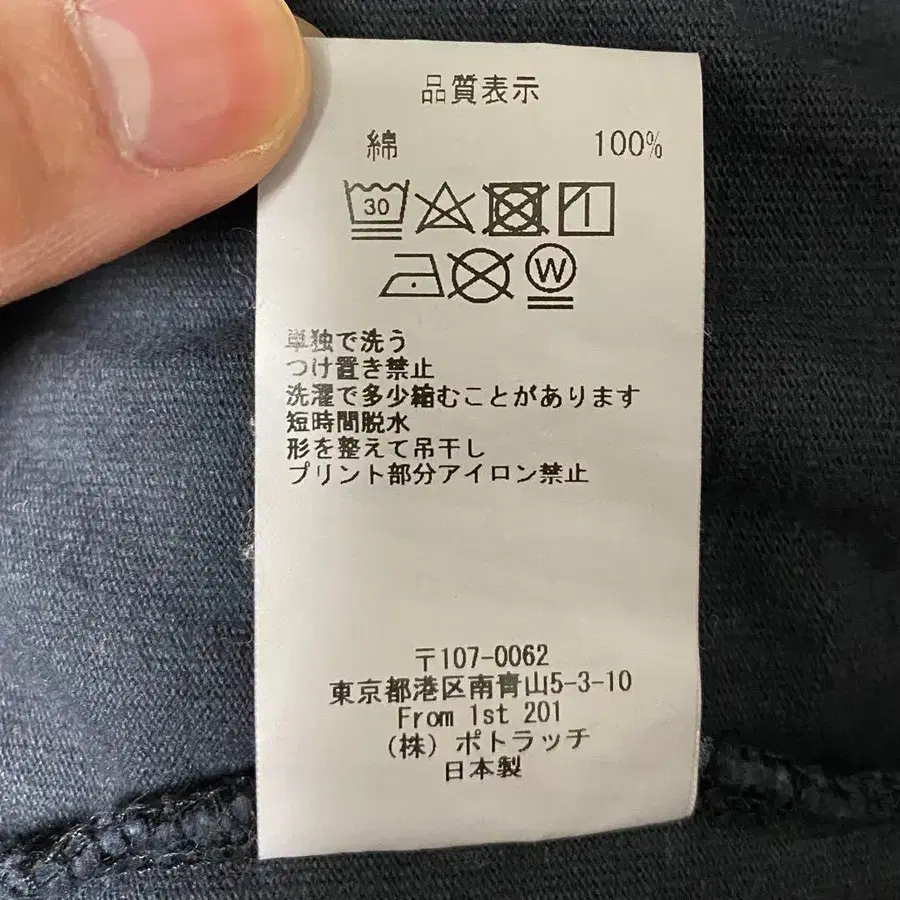 品質表示
綿 100%
30
W
単独で洗う
つけ置き禁止
洗濯で多少縮むことがあります
短時間脱水
形を整えて吊干し
プリント部分アイロン禁止
〒107-0062
東京都港区南青山5-3-10
From 1st 201
(株) ポトラッチ
日本製